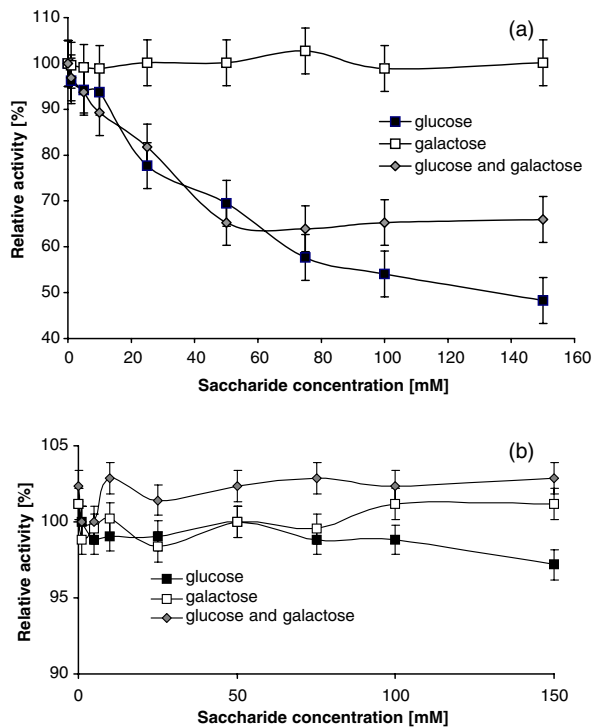 110
(a)
100
90
80
70
60
50
40
Relative activity [%]
glucose
galactose
glucose and galactose
0 20 40 60 80 100 120 140 160
Saccharide concentration [mM]
105
(b)
100
95
90
Relative activity [%]
glucose
galactose
glucose and galactose
0 50 100 150
Saccharide concentration [mM]